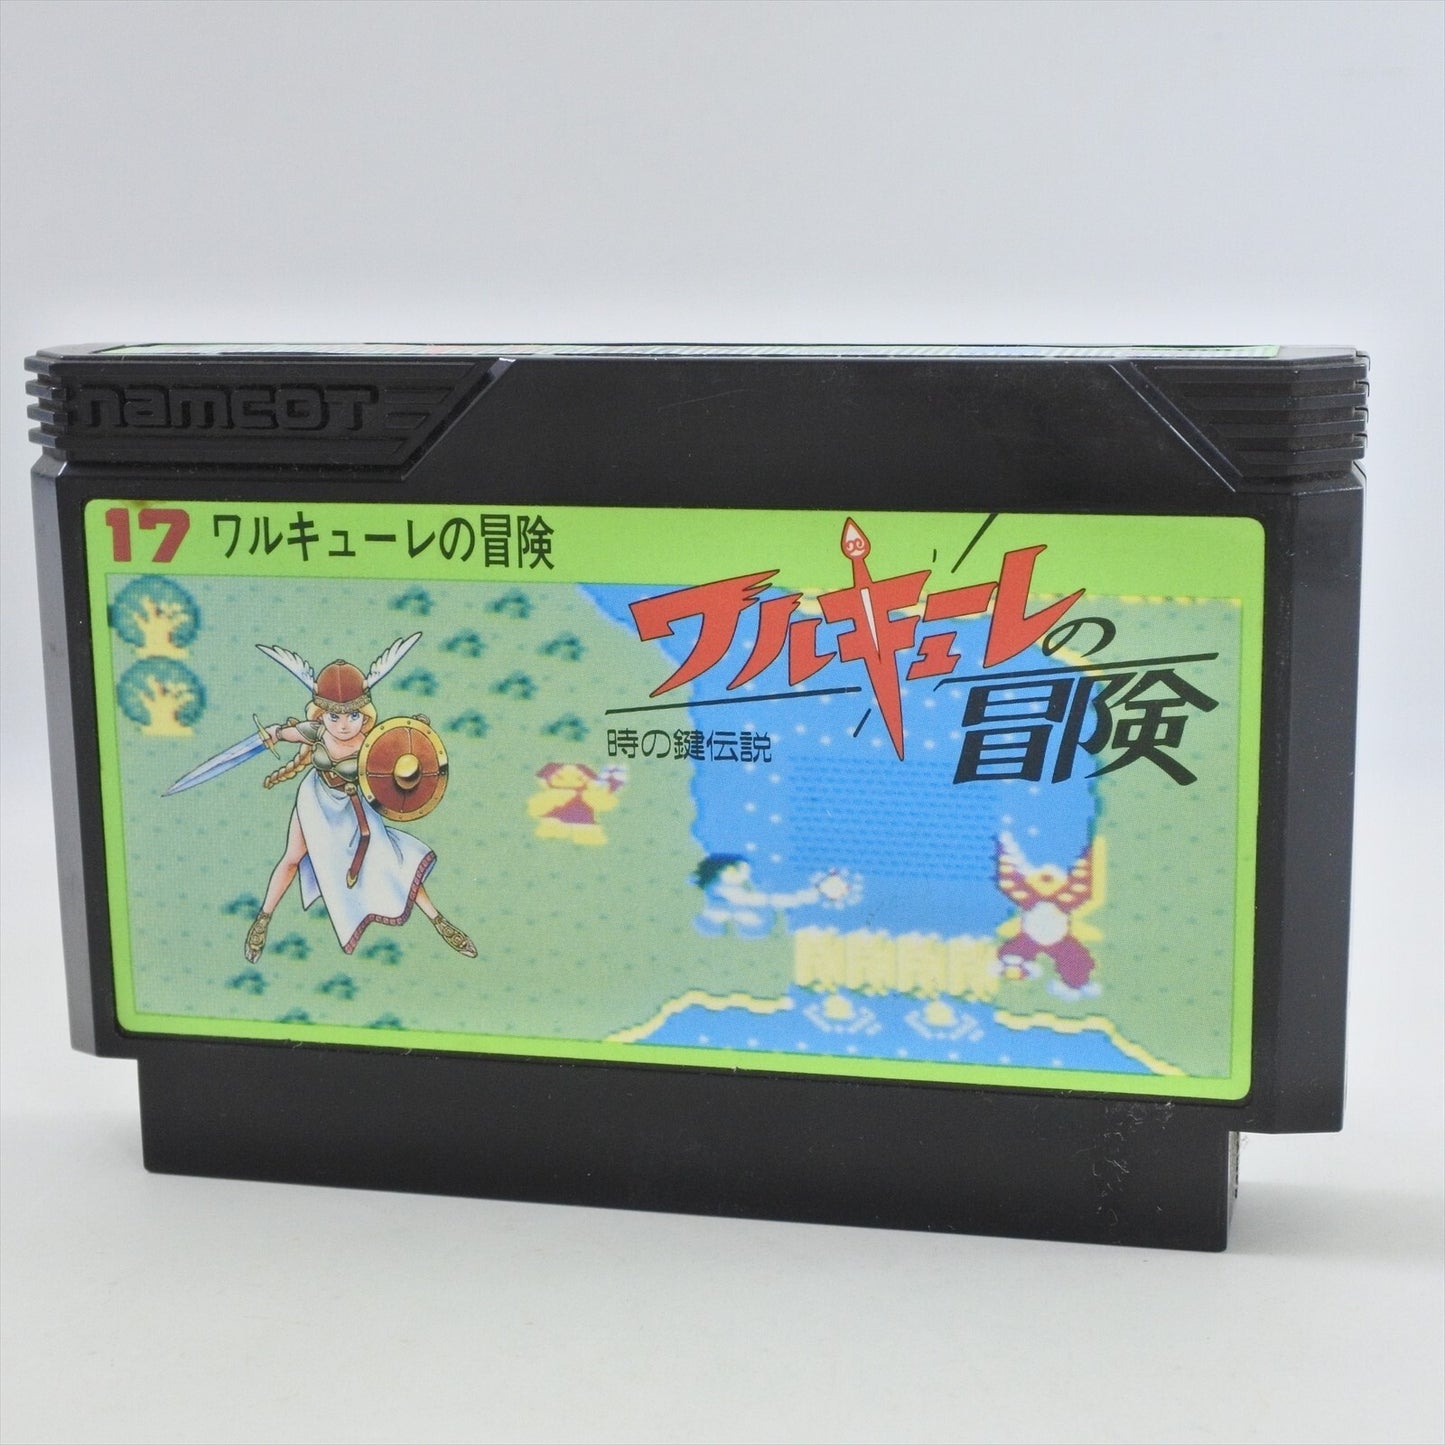 namcot
17 ワルキューレの冒険
ワルキューレの
冒険
時の鍵伝説